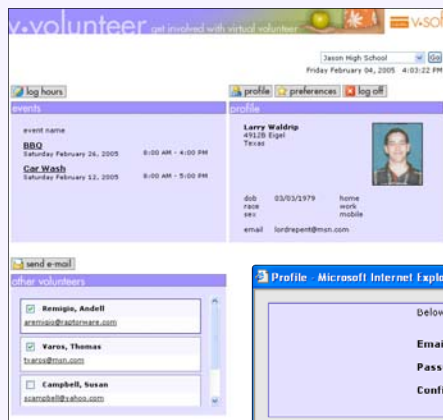 v.volunteer get involved with virtual volunteer
v-sof
Jason High School Go
Friday February 04, 2005 4:03:22 PM
log hours
profile preferences log off
events
profile
event name
BBQ
Saturday February 26, 2005 8:00 AM - 4:00 PM
Car Wash
Saturday February 12, 2005 8:00 AM - 5:00 PM
Larry Waldrip
4912B Eigel
Texas
dob 03/03/1979 home
race work
sex mobile
email lordrepent@msn.com
send e-mail
other volunteers
Remigio, Andell
aremigio@raptorware.com
Varos, Thomas
tvaros@msn.com
Campbell, Susan
scampbell@yahoo.com
Profile - Microsoft Internet Explo
Below
Email
Pass
Confi